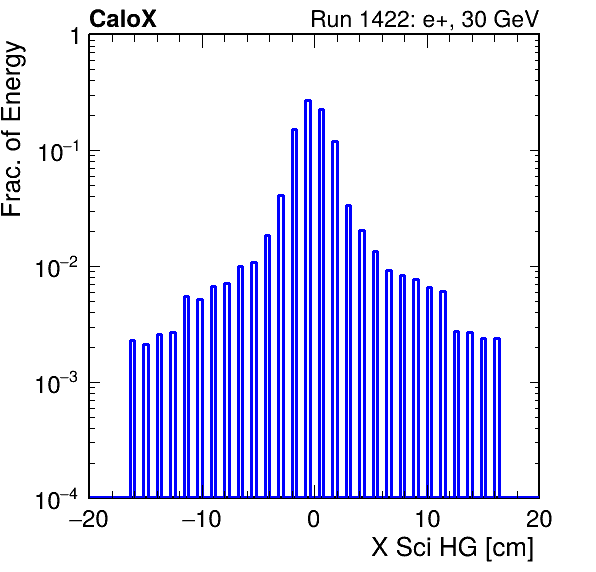 CaloX Run 1422: e+, 30 GeV
Frac. of Energy
1
10⁻¹
10⁻²
10⁻³
10⁻⁴
−20 −10 0 10 20
X Sci HG [cm]